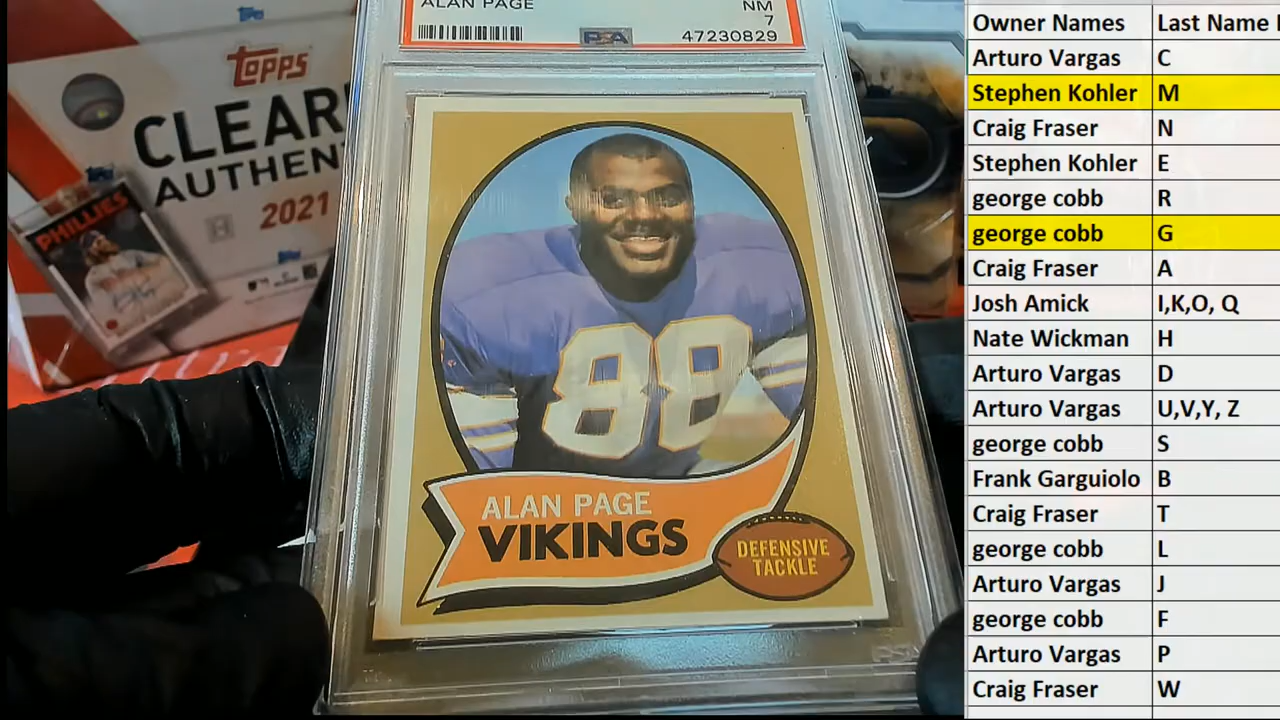 ALAN PAGE
NM
7
PSA
47230829
topps
CLEAR
AUTHEN
2021
PHILLIES
88
ALAN PAGE
VIKINGS
DEFENSIVE
TACKLE
Owner Names Last Name
Arturo Vargas C
Stephen Kohler M
Craig Fraser N
Stephen Kohler E
george cobb R
george cobb G
Craig Fraser A
Josh Amick I,K,O, Q
Nate Wickman H
Arturo Vargas D
Arturo Vargas U,V,Y, Z
george cobb S
Frank Garguiolo B
Craig Fraser T
george cobb L
Arturo Vargas J
george cobb F
Arturo Vargas P
Craig Fraser W